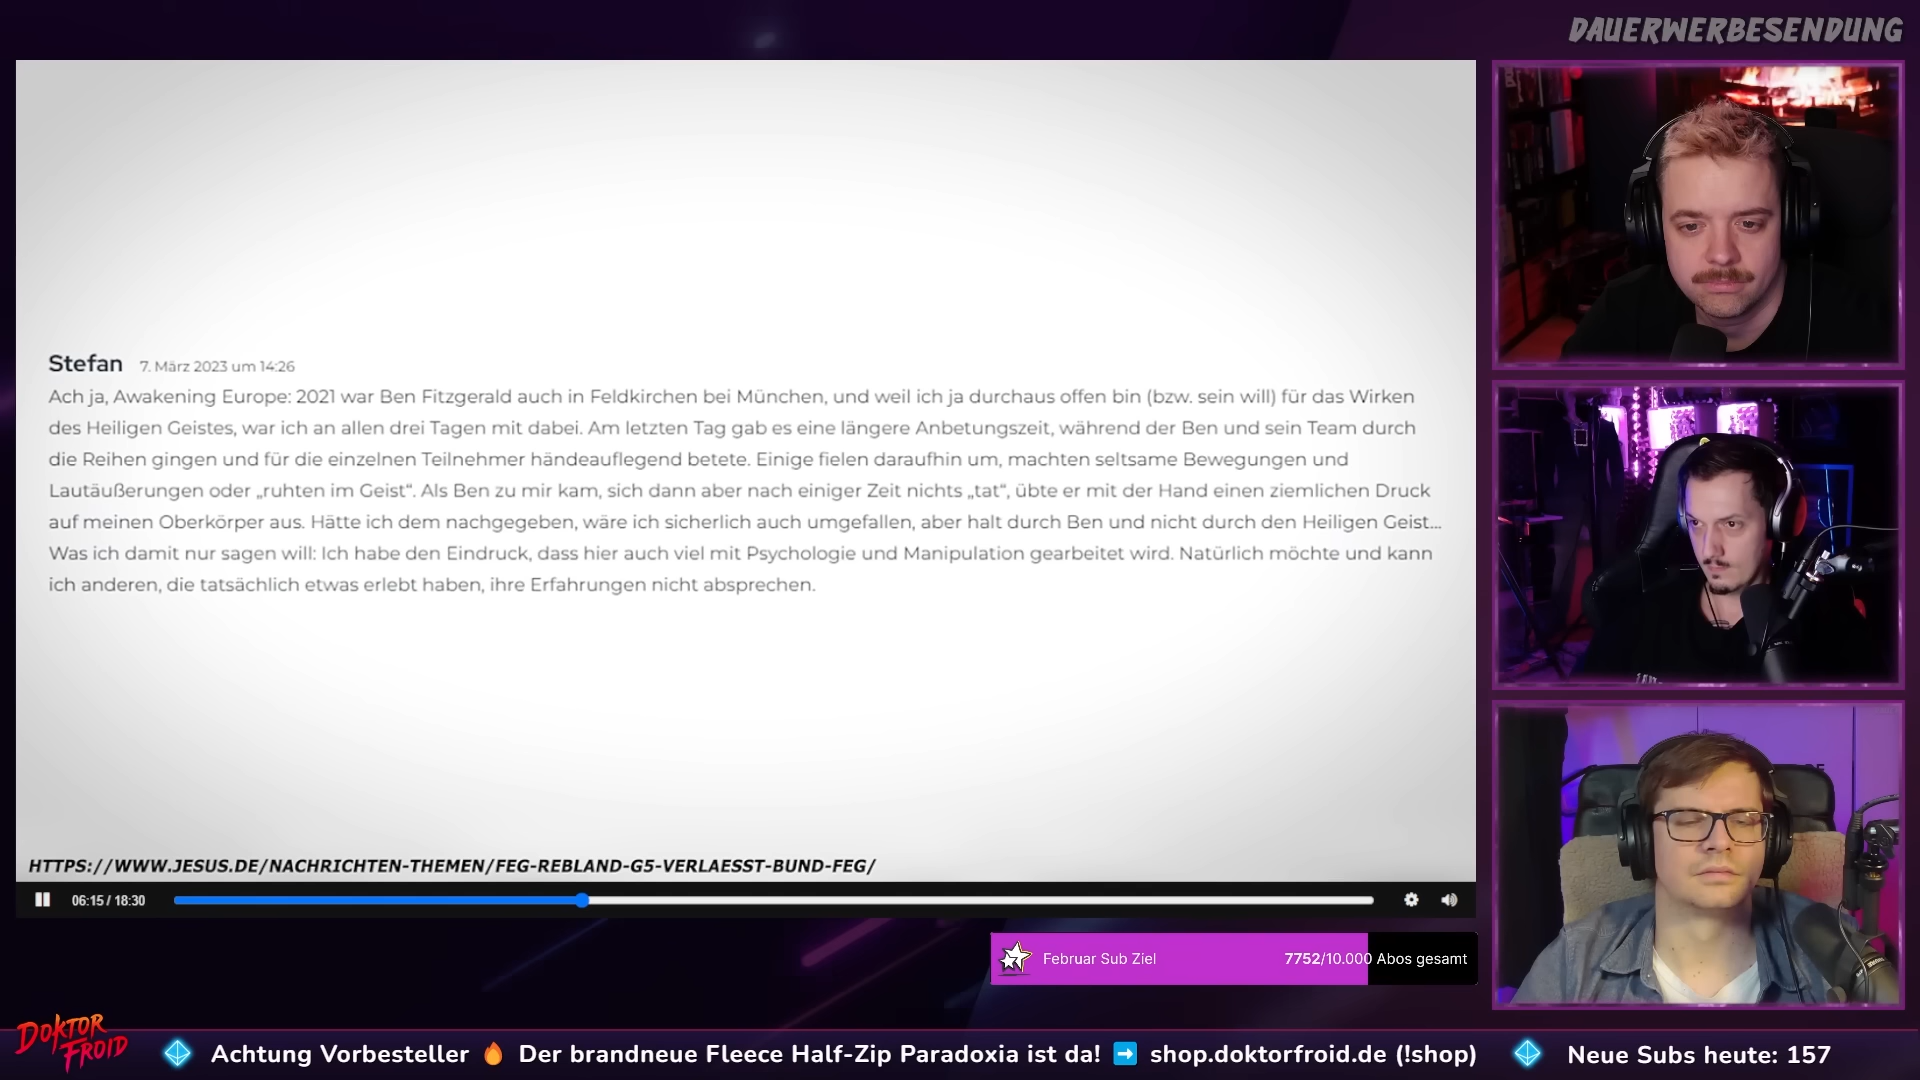 DAUERWERBESENDUNG
Stefan 7. März 2023 um 14:26
Ach ja, Awakening Europe: 2021 war Ben Fitzgerald auch in Feldkirchen bei München, und weil ich ja durchaus offen bin (bzw. sein will) für das Wirken
des Heiligen Geistes, war ich an allen drei Tagen mit dabei. Am letzten Tag gab es eine längere Anbetungszeit, während der Ben und sein Team durch
die Reihen gingen und für die einzelnen Teilnehmer händeauflegend betete. Einige fielen daraufhin um, machten seltsame Bewegungen und
Lautäußerungen oder „ruhten im Geist“. Als Ben zu mir kam, sich dann aber nach einiger Zeit nichts „tat“, übte er mit der Hand einen ziemlichen Druck
auf meinen Oberkörper aus. Hätte ich dem nachgegeben, wäre ich sicherlich auch umgefallen, aber halt durch Ben und nicht durch den Heiligen Geist...
Was ich damit nur sagen will: Ich habe den Eindruck, dass hier auch viel mit Psychologie und Manipulation gearbeitet wird. Natürlich möchte und kann
ich anderen, die tatsächlich etwas erlebt haben, ihre Erfahrungen nicht absprechen.
HTTPS://WWW.JESUS.DE/NACHRICHTEN-THEMEN/FEG-REBLAND-G5-VERLAESST-BUND-FEG/
06:15 / 18:30
Februar Sub Ziel 7752/10.000 Abos gesamt
DOKTOR
FROID
Achtung Vorbesteller 🔥 Der brandneue Fleece Half-Zip Paradoxia ist da! ➡ shop.doktorfroid.de (!shop) Neue Subs heute: 157